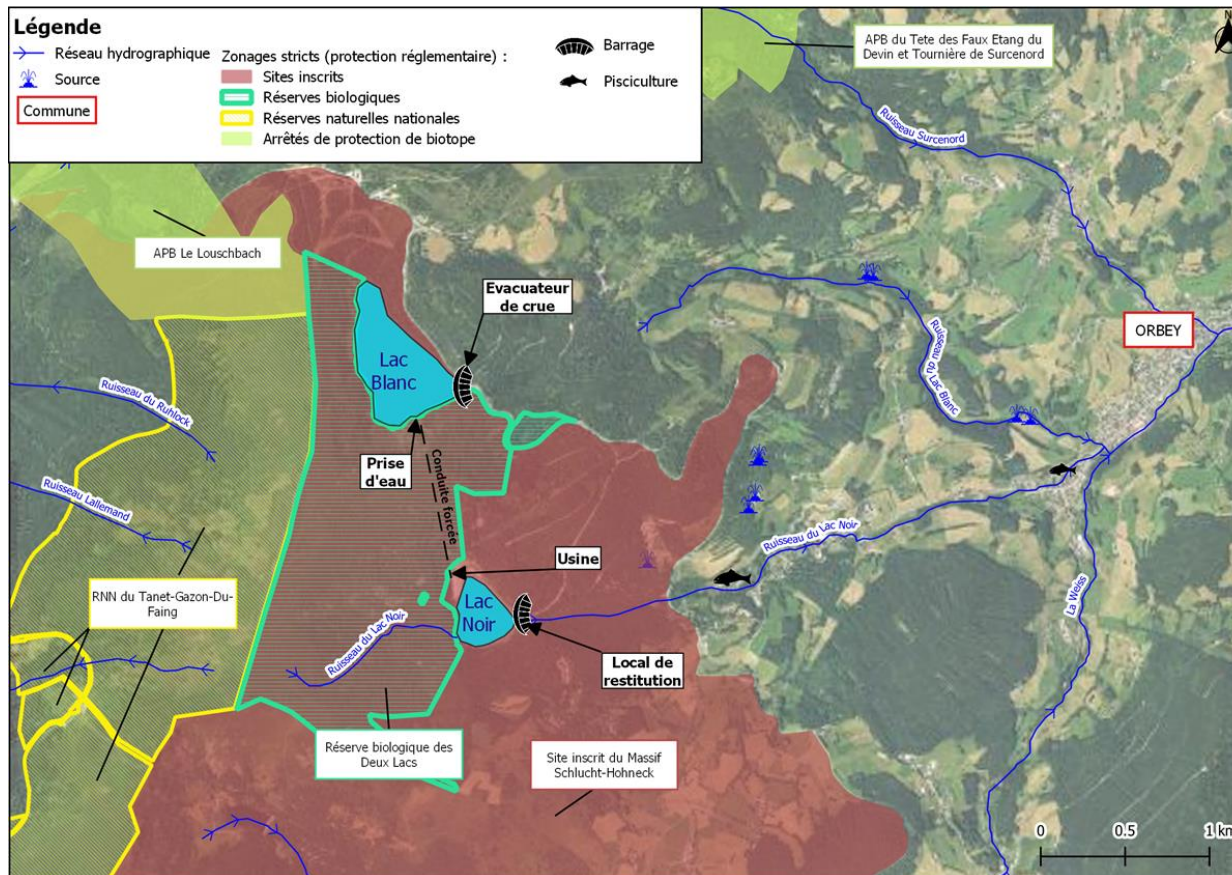 Légende
Réseau hydrographique
Source
Commune
Zonages stricts (protection réglementaire) :
Sites inscrits
Réserves biologiques
Réserves naturelles nationales
Arrêtés de protection de biotope
Barrage
Pisciculture
APB du Tete des Faux Etang du
Devin et Tournière de Surcenord
N
Ruisseau Surcenord
APB Le Louschbach
Evacuateur
de crue
Lac
Blanc
ORBEY
Ruisseau du
Lac Blanc
Ruisseau du Ruhlock
Prise
d'eau
Conduite forcée
Ruisseau Lallemand
Usine
Ruisseau du Lac Noir
RNN du Tanet-Gazon-Du-
Faing
Lac
Noir
Ruisseau du Lac Noir
La Weiss
Local de
restitution
Réserve biologique des
Deux Lacs
Site inscrit du Massif
Schlucht-Hohneck
0 0.5 1 km